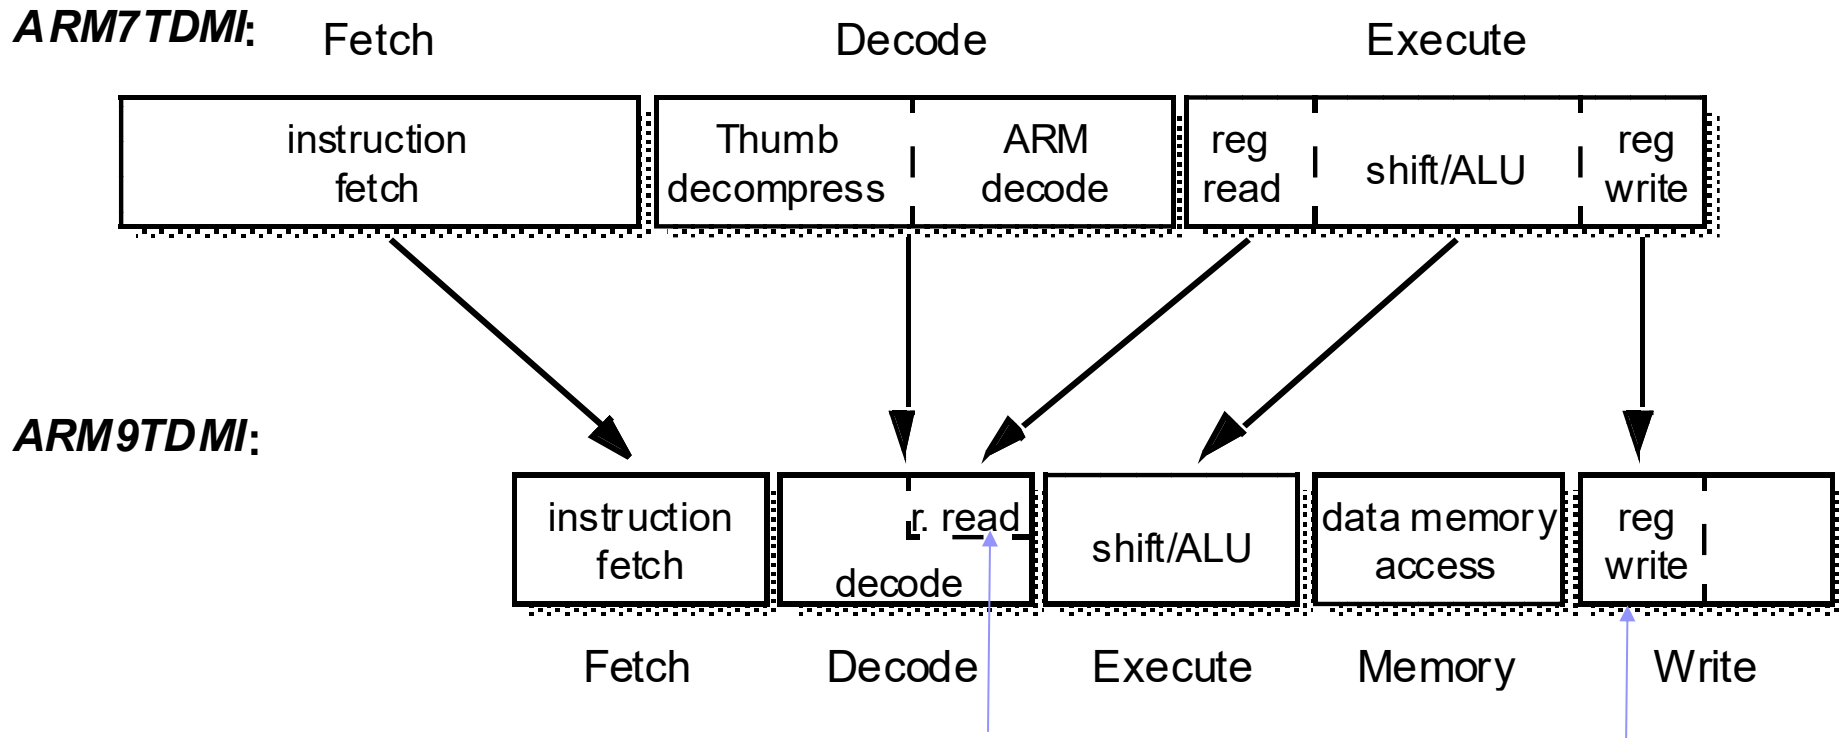 ARM7TDMI:
Fetch
Decode
Execute
instruction
fetch
Thumb
decompress
ARM
decode
reg
read
shift/ALU
reg
write
ARM9TDMI:
instruction
fetch
r. read
decode
shift/ALU
data memory
access
reg
write
Fetch
Decode
Execute
Memory
Write